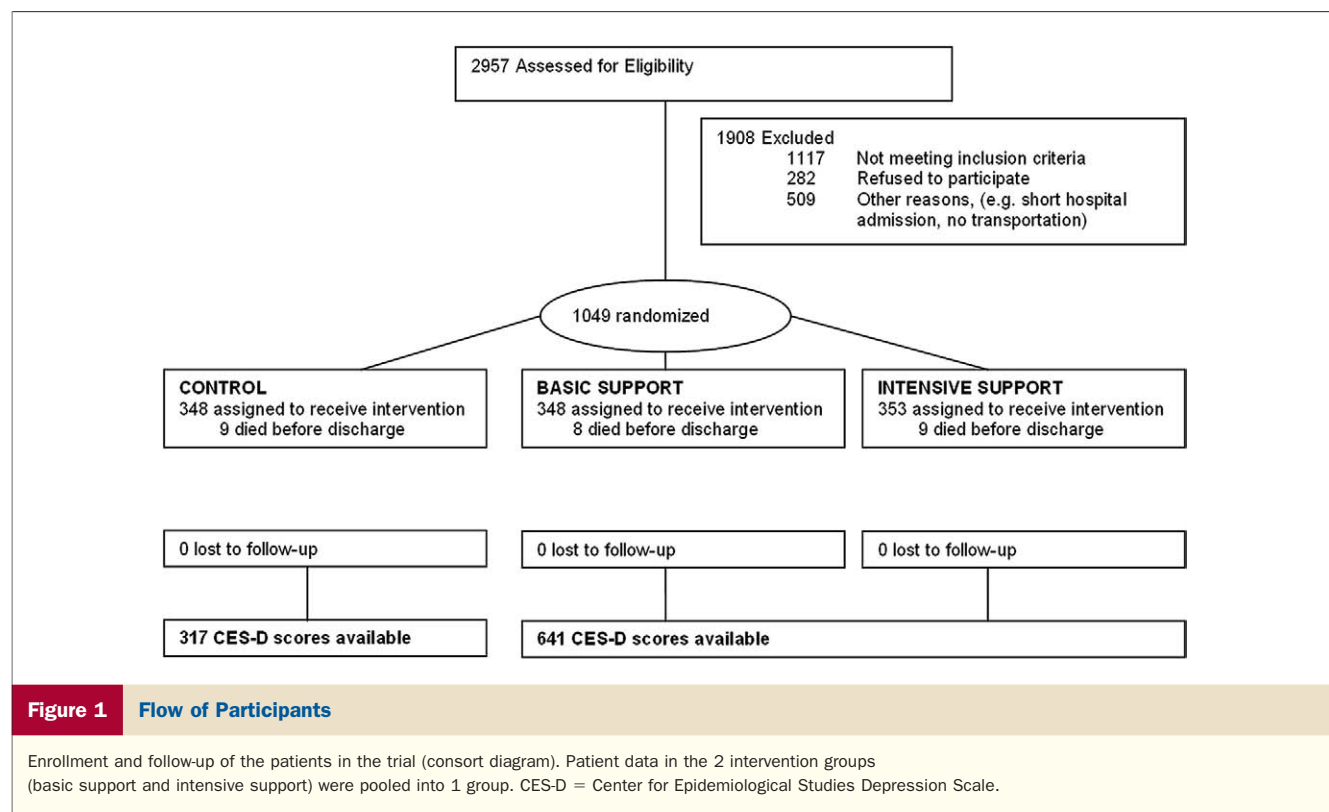 2957 Assessed for Eligibility
1908 Excluded
1117 Not meeting inclusion criteria
282 Refused to participate
509 Other reasons, (e.g. short hospital
admission, no transportation)
1049 randomized
CONTROL
348 assigned to receive intervention
9 died before discharge
BASIC SUPPORT
348 assigned to receive intervention
8 died before discharge
INTENSIVE SUPPORT
353 assigned to receive intervention
9 died before discharge
0 lost to follow-up
0 lost to follow-up
0 lost to follow-up
317 CES-D scores available
641 CES-D scores available
Figure 1 Flow of Participants
Enrollment and follow-up of the patients in the trial (consort diagram). Patient data in the 2 intervention groups
(basic support and intensive support) were pooled into 1 group. CES-D = Center for Epidemiological Studies Depression Scale.